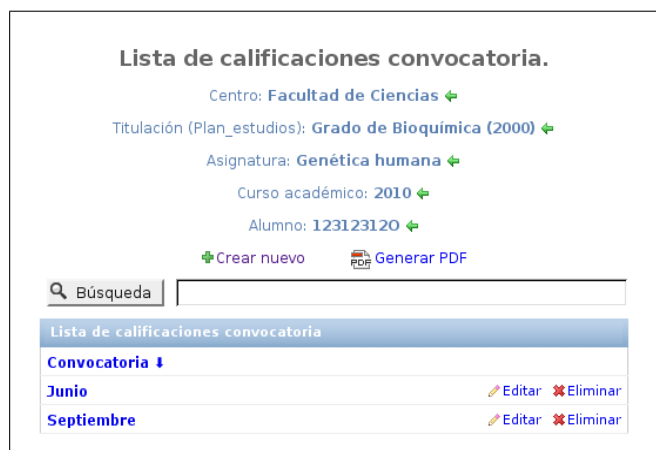 Lista de calificaciones convocatoria.
Centro: Facultad de Ciencias
Titulación (Plan_estudios): Grado de Bioquímica (2000)
Asignatura: Genética humana
Curso académico: 2010
Alumno: 12312312O
Crear nuevo PDF Generar PDF
Búsqueda
Lista de calificaciones convocatoria
Convocatoria
Junio Editar Eliminar
Septiembre Editar Eliminar